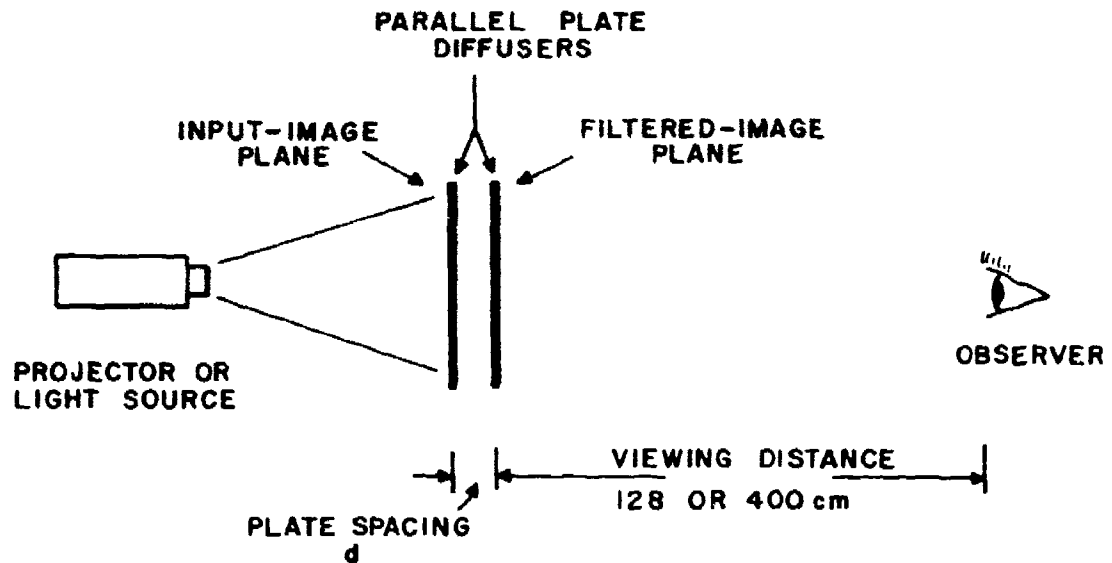 PARALLEL PLATE
DIFFUSERS
INPUT-IMAGE
PLANE
FILTERED-IMAGE
PLANE
PROJECTOR OR
LIGHT SOURCE
OBSERVER
VIEWING DISTANCE
128 OR 400 cm
PLATE SPACING
d